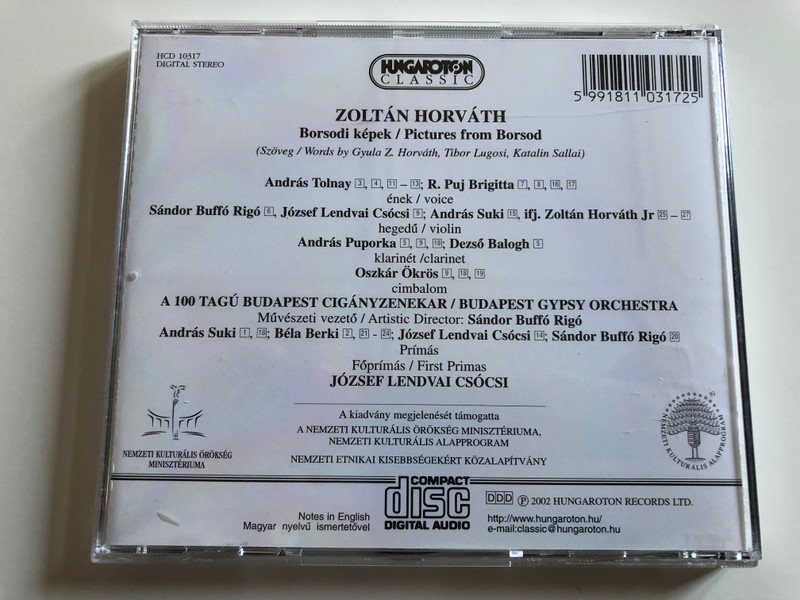 HCD 10317
DIGITAL STEREO
HUNGAROTON
CLASSIC
5 991811 031725
ZOLTÁN HORVÁTH
Borsodi képek / Pictures from Borsod
(Szöveg / Words by Gyula Z. Horváth, Tibor Lugosi, Katalin Sallai)
András Tolnay 3, 4, 11 – 13; R. Puj Brigitta 7, 8, 16, 17
ének / voice
Sándor Buffó Rigó 6, József Lendvai Csócsi 9; András Suki 15, ifj. Zoltán Horváth Jr 25 – 27
hegedű / violin
András Puporka 5, 9, 18; Dezső Balogh 5
klarinét /clarinet
Oszkár Ökrös 9, 18, 19
cimbalom
A 100 TAGÚ BUDAPEST CIGÁNYZENEKAR / BUDAPEST GYPSY ORCHESTRA
Művészeti vezető / Artistic Director: Sándor Buffó Rigó
András Suki 1, 18; Béla Berki 2, 21 - 24; József Lendvai Csócsi 14; Sándor Buffó Rigó 20
Prímás
Főprímás / First Primas
JÓZSEF LENDVAI CSÓCSI
A kiadvány megjelenését támogatta
A NEMZETI KULTURÁLIS ÖRÖKSÉG MINISZTÉRIUMA,
NEMZETI KULTURÁLIS ALAPPROGRAM
NEMZETI ETNIKAI KISEBBSÉGEKÉRT KÖZALAPÍTVÁNY
NEMZETI KULTURÁLIS ÖRÖKSÉG
MINISZTÉRIUMA
NEMZETI KULTURÁLIS ALAPPROGRAM
Notes in English
Magyar nyelvű ismertetővel
COMPACT
disc
DIGITAL AUDIO
DDD ℗ 2002 HUNGAROTON RECORDS LTD.
http://www.hungaroton.hu/
e-mail:classic@hungaroton.hu